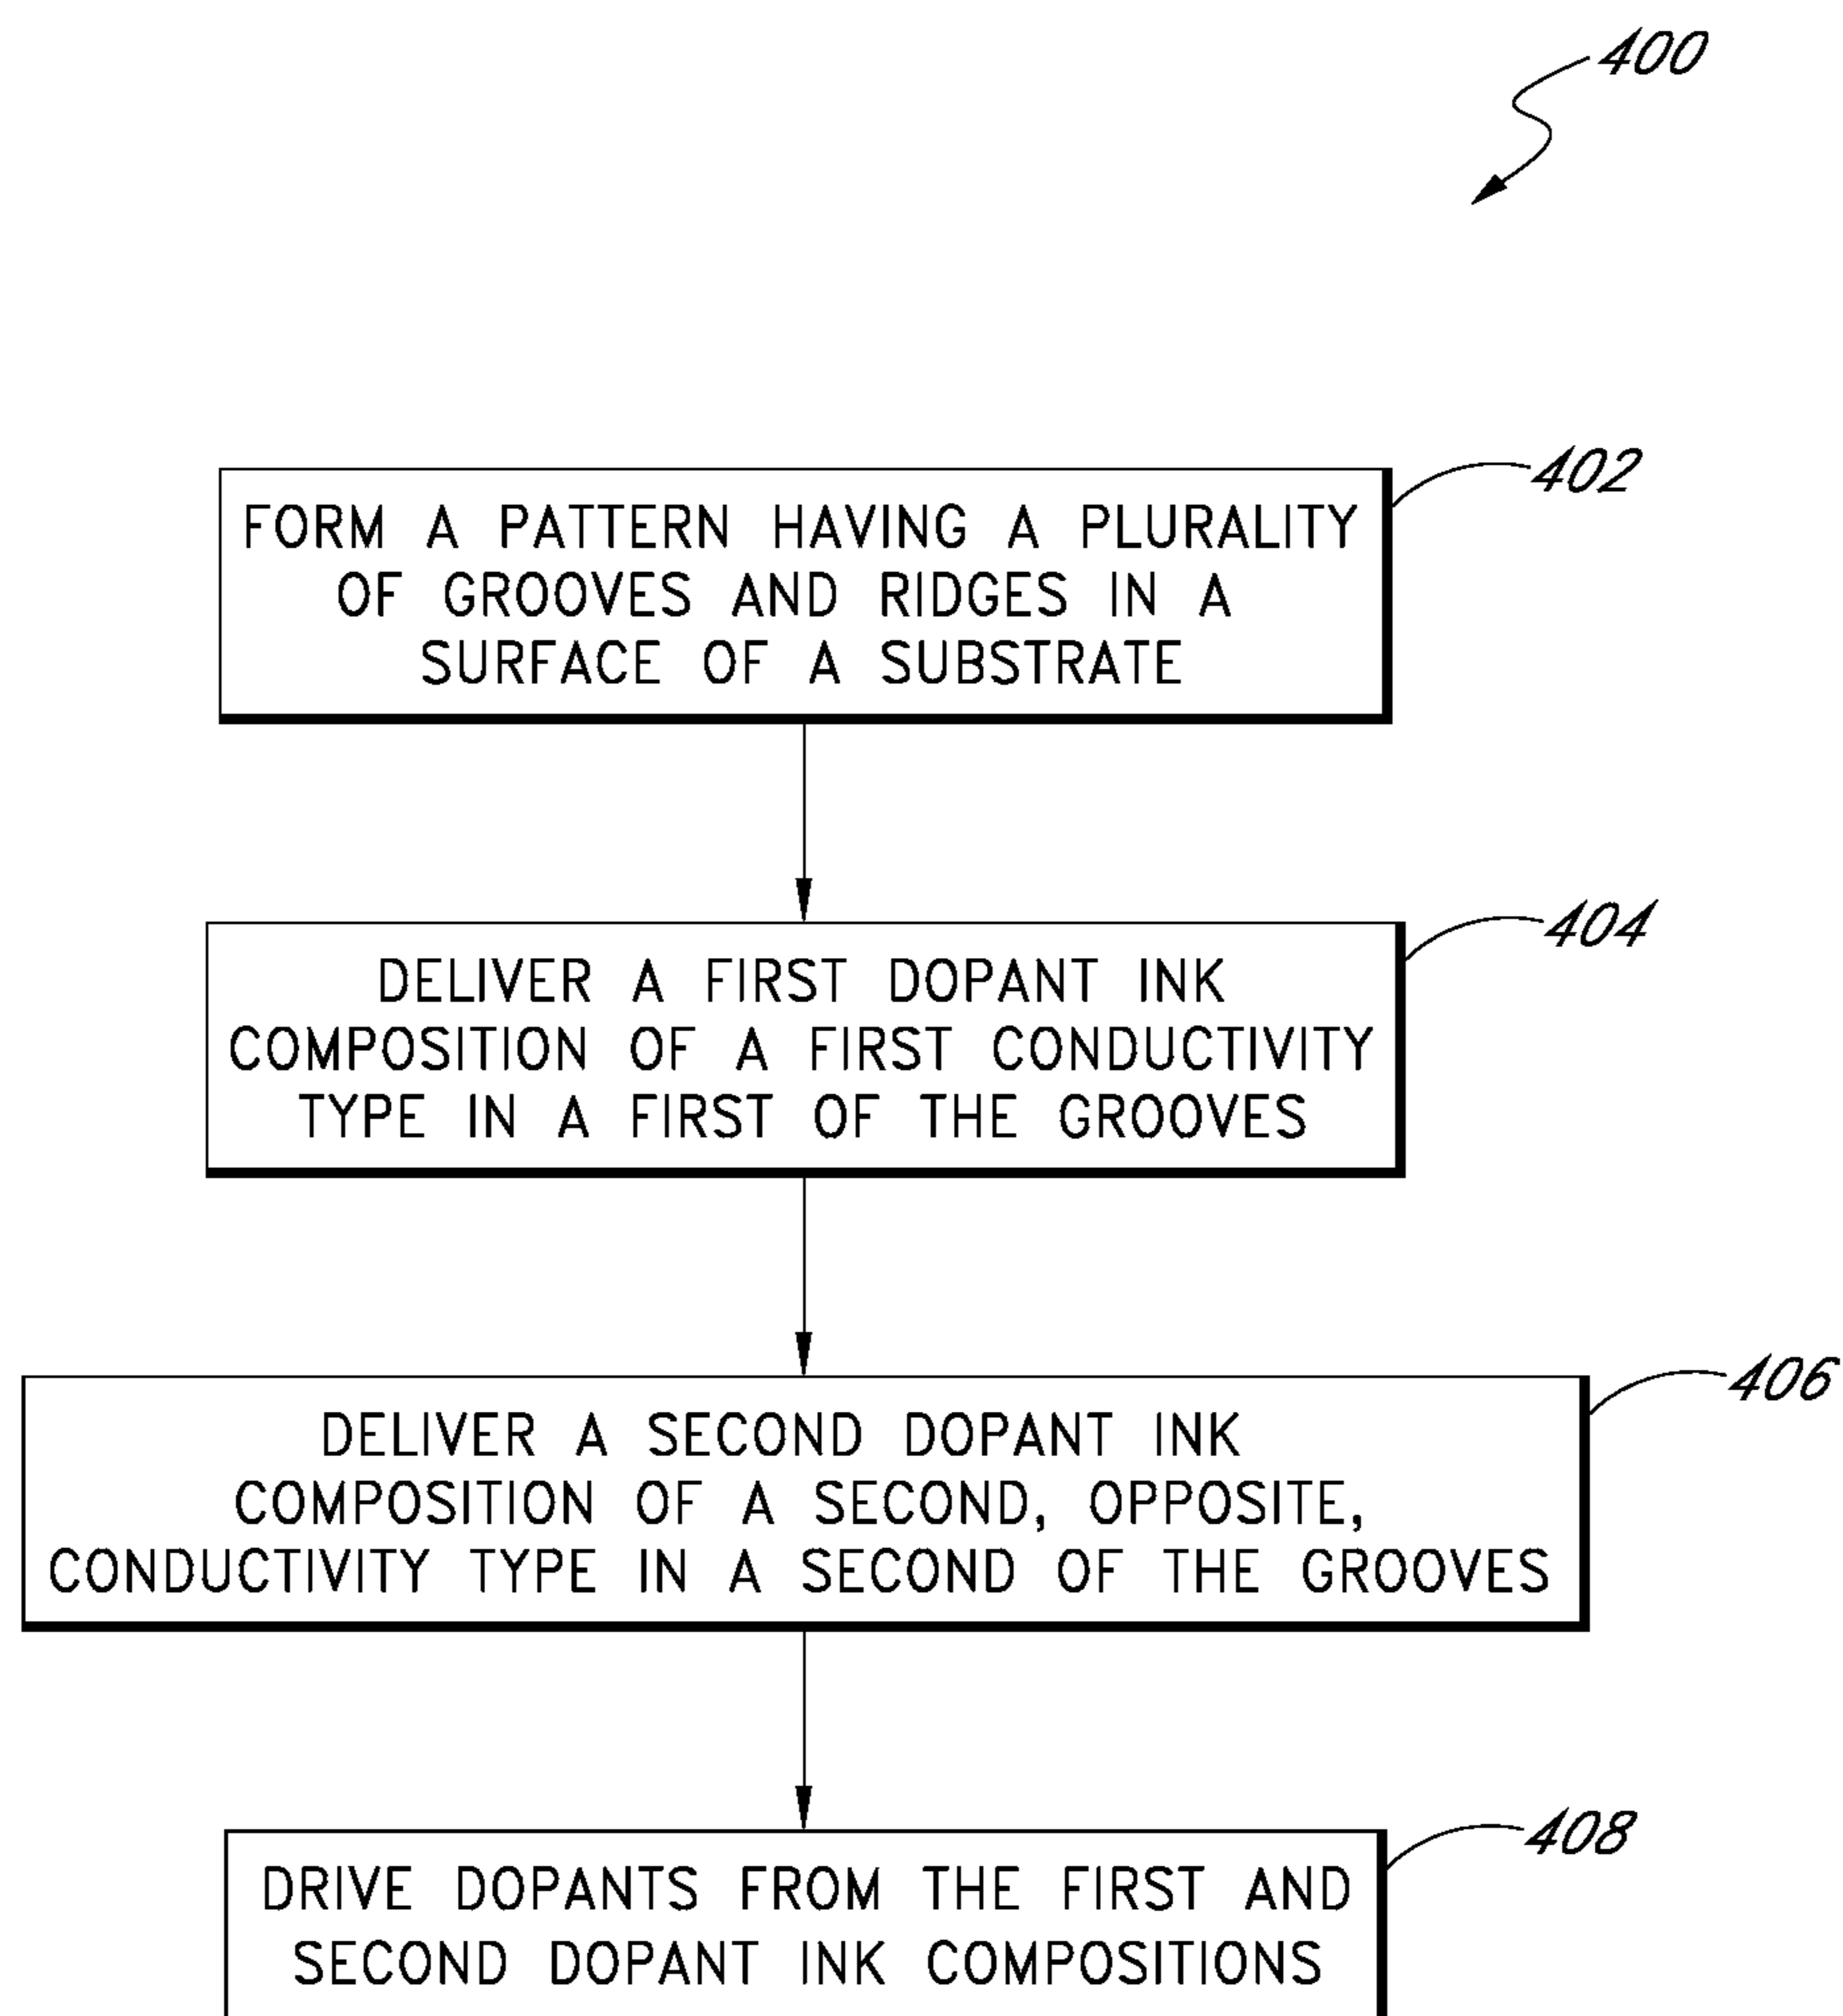 400
402
FORM A PATTERN HAVING A PLURALITY
OF GROOVES AND RIDGES IN A
SURFACE OF A SUBSTRATE
404
DELIVER A FIRST DOPANT INK
COMPOSITION OF A FIRST CONDUCTIVITY
TYPE IN A FIRST OF THE GROOVES
406
DELIVER A SECOND DOPANT INK
COMPOSITION OF A SECOND, OPPOSITE,
CONDUCTIVITY TYPE IN A SECOND OF THE GROOVES
408
DRIVE DOPANTS FROM THE FIRST AND
SECOND DOPANT INK COMPOSITIONS